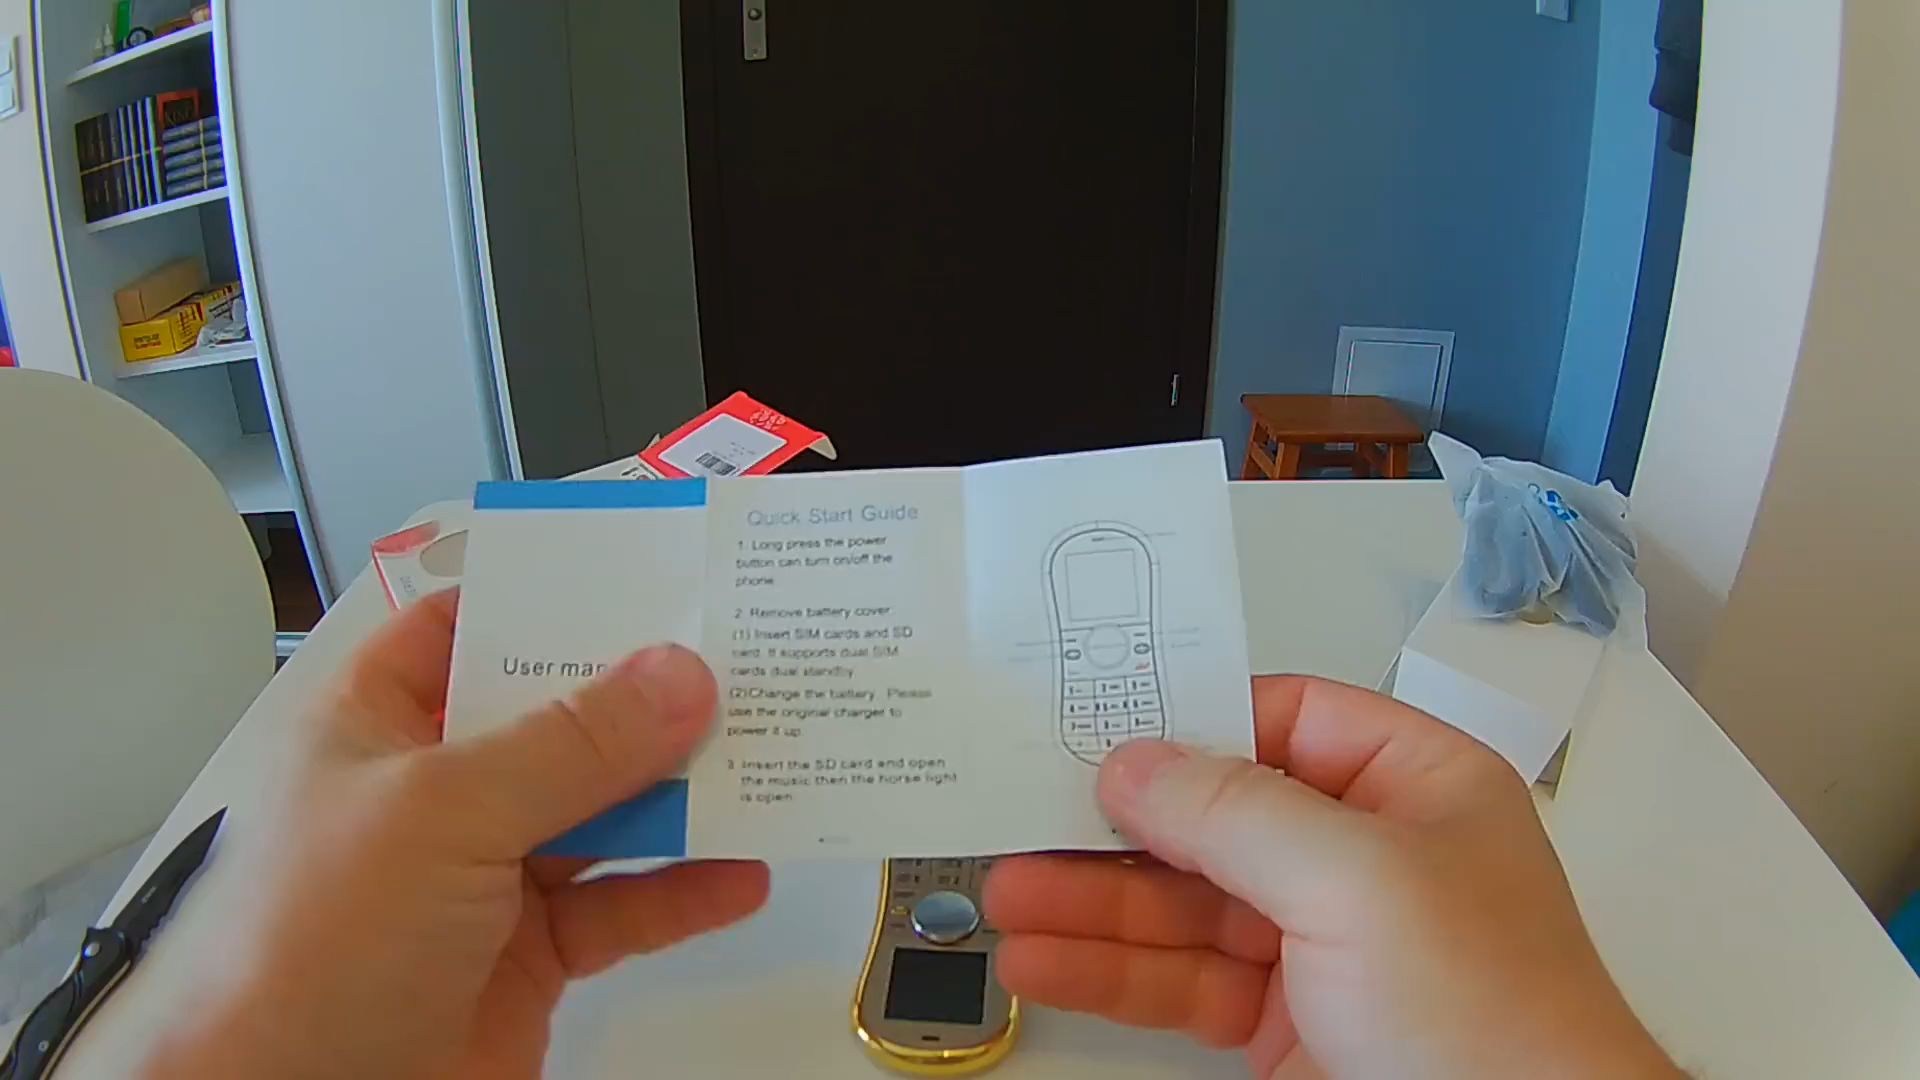 User man
Quick Start Guide
1. Long press the power
button can turn on/off the
phone
2. Remove battery cover.
(1) Insert SIM cards and SD
card. It supports dual SIM
cards dual standby
(2)Change the battery. Please
use the original charger to
power it up.
3. Insert the SD card and open
the music then the horse light
is open.